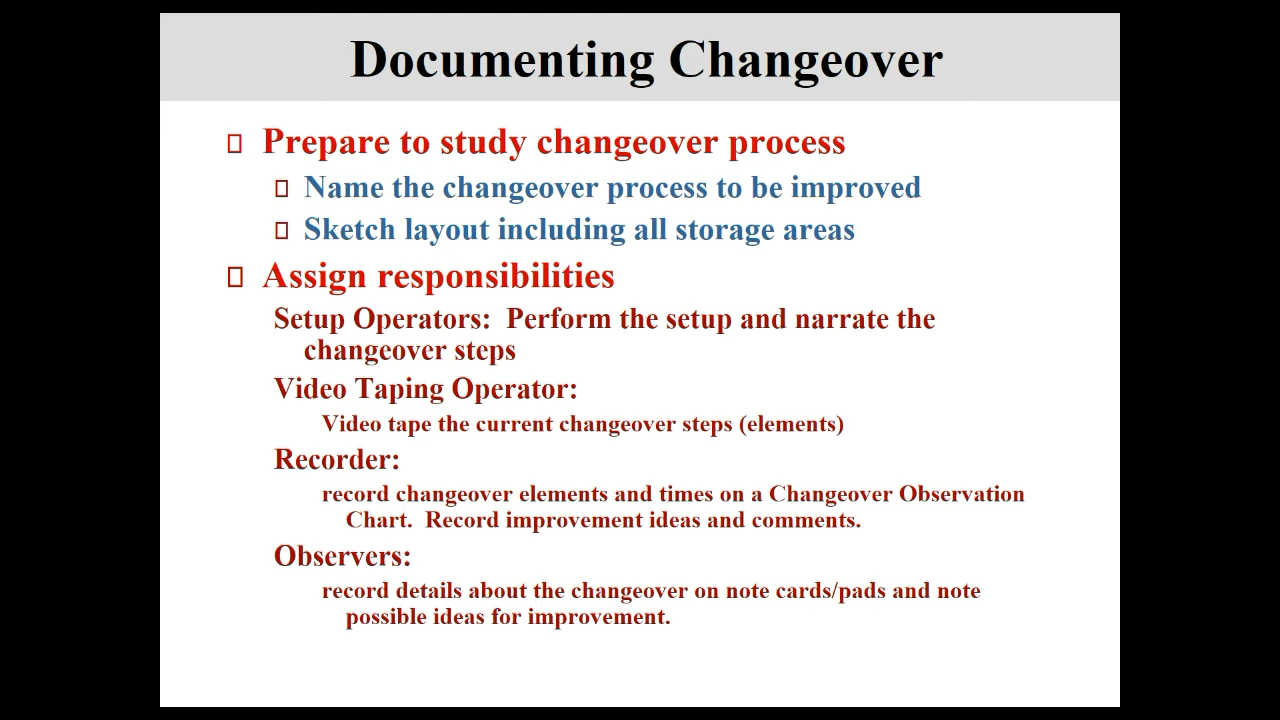 Documenting Changeover
Prepare to study changeover process
Name the changeover process to be improved
Sketch layout including all storage areas
Assign responsibilities
Setup Operators:  Perform the setup and narrate the
changeover steps
Video Taping Operator:
Video tape the current changeover steps (elements)
Recorder:
record changeover elements and times on a Changeover Observation
Chart.  Record improvement ideas and comments.
Observers:
record details about the changeover on note cards/pads and note
possible ideas for improvement.